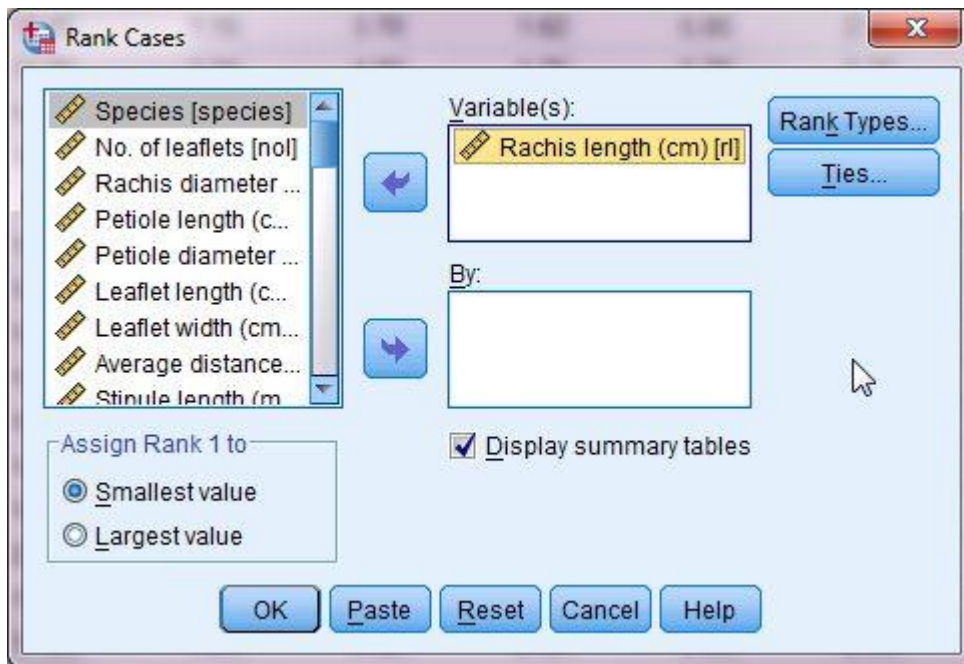 Rank Cases
Species [species]
No. of leaflets [nol]
Rachis diameter ...
Petiole length (c...
Petiole diameter ...
Leaflet length (c...
Leaflet width (cm...
Average distance...
Stipule length (m
Variable(s):
Rachis length (cm) [rl]
By:
Rank Types...
Ties...
Display summary tables
Assign Rank 1 to
Smallest value
Largest value
OK
Paste
Reset
Cancel
Help